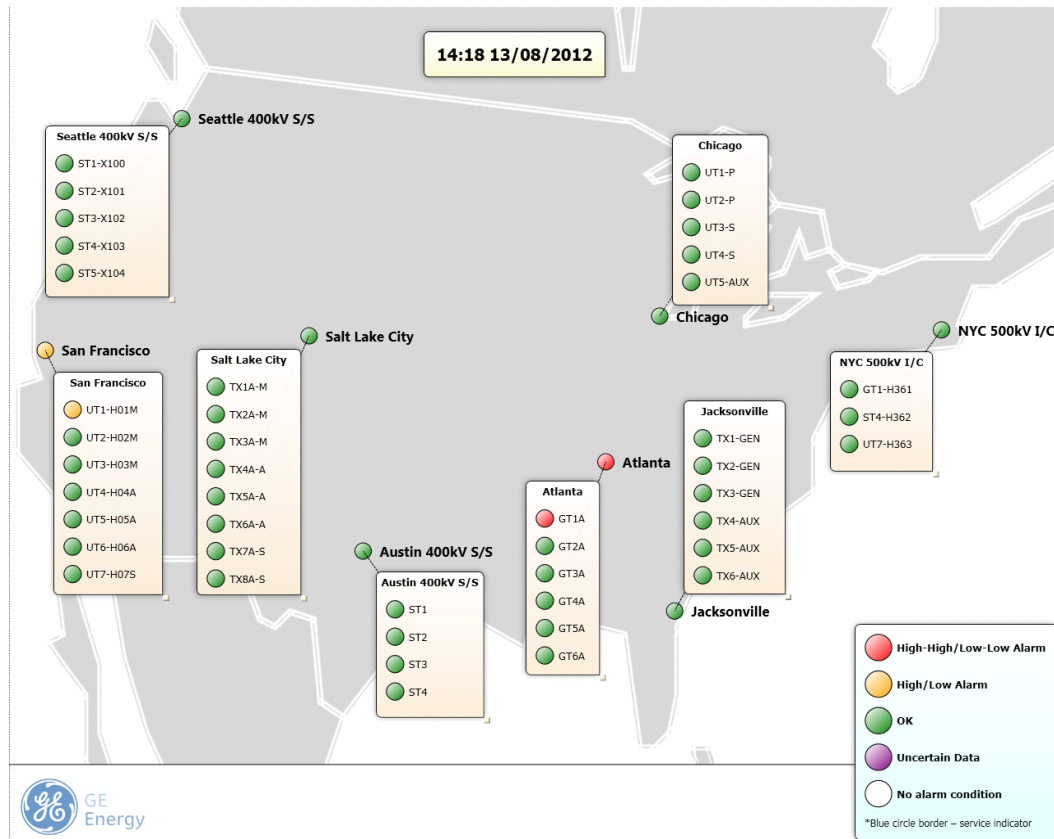 14:18 13/08/2012
Seattle 400kV S/S
Seattle 400kV S/S
ST1-X100
ST2-X101
ST3-X102
ST4-X103
ST5-X104
Chicago
UT1-P
UT2-P
UT3-S
UT4-S
UT5-AUX
Chicago
San Francisco
San Francisco
UT1-H01M
UT2-H02M
UT3-H03M
UT4-H04A
UT5-H05A
UT6-H06A
UT7-H07S
Salt Lake City
Salt Lake City
TX1A-M
TX2A-M
TX3A-M
TX4A-A
TX5A-A
TX6A-A
TX7A-S
TX8A-S
NYC 500kV I/C
NYC 500kV I/C
GT1-H361
ST4-H362
UT7-H363
Jacksonville
TX1-GEN
TX2-GEN
TX3-GEN
TX4-AUX
TX5-AUX
TX6-AUX
Jacksonville
Atlanta
Atlanta
GT1A
GT2A
GT3A
GT4A
GT5A
GT6A
Austin 400kV S/S
Austin 400kV S/S
ST1
ST2
ST3
ST4
High-High/Low-Low Alarm
High/Low Alarm
OK
Uncertain Data
No alarm condition
*Blue circle border – service indicator
GE
GE
Energy